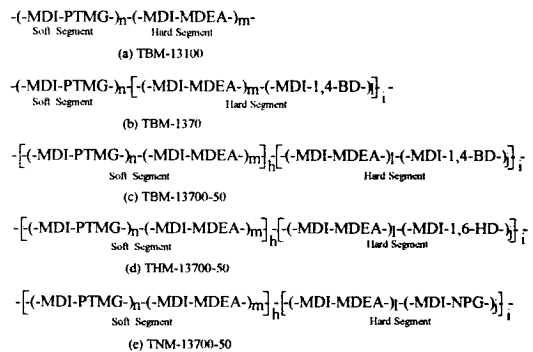 -(-MDI-PTMG-)n-(-MDI-MDEA-)m-
Soft Segment Hard Segment
(a) TBM-13100
-(-MDI-PTMG-)n-[-(-MDI-MDEA-)m-(-MDI-1,4-BD-)l]i-
Soft Segment Hard Segment
(b) TBM-1370
-[-(-MDI-PTMG-)n-(-MDI-MDEA-)m]h[-(-MDI-MDEA-)l-(-MDI-1,4-BD-)j]i-
Soft Segment Hard Segment
(c) TBM-13700-50
-[-(-MDI-PTMG-)n-(-MDI-MDEA-)m]h[-(-MDI-MDEA-)l-(-MDI-1,6-HD-)j]i-
Soft Segment Hard Segment
(d) THM-13700-50
-[-(-MDI-PTMG-)n-(-MDI-MDEA-)m]h[-(-MDI-MDEA-)l-(-MDI-NPG-)j]i-
Soft Segment Hard Segment
(e) TNM-13700-50